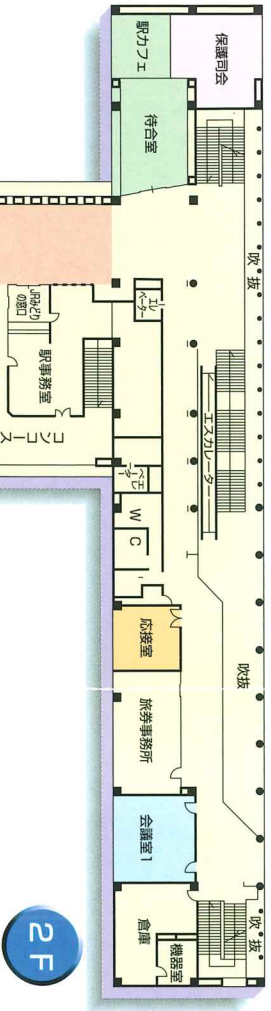 保護司会
駅カフェ
待合室
吹抜
エレベーター
JRみどりの窓口
駅事務室
コンコース
エスカレーター
エレベーター
WC
応接室
吹抜
旅券事務所
会議室1
倉庫
機器室
吹抜
2F